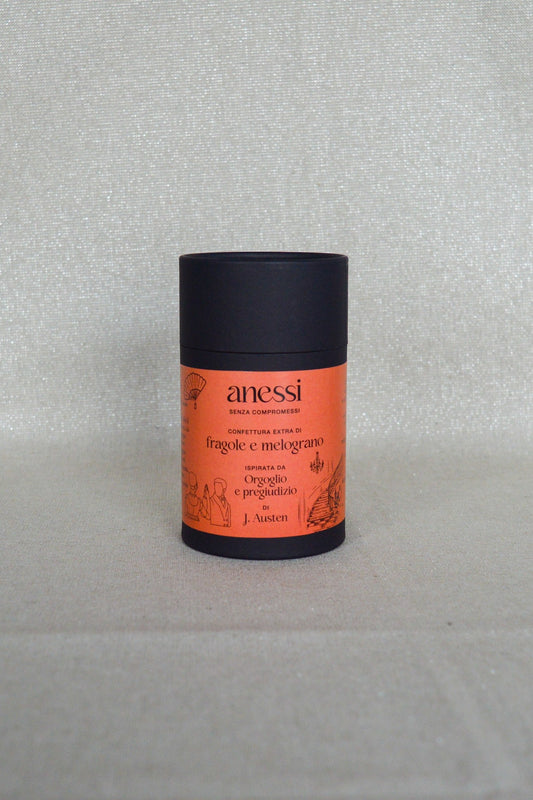 anessi
SENZA COMPROMESSI
CONFETTURA EXTRA DI
fragole e melograno
ISPIRATA DA
Orgoglio
e pregiudizio
DI
J. Austen